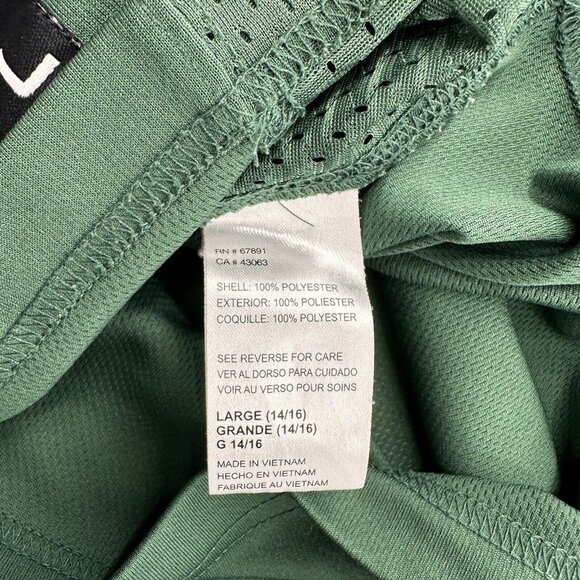 RN # 67891
CA # 43063
SHELL: 100% POLYESTER
EXTERIOR: 100% POLIESTER
COQUILLE: 100% POLYESTER
SEE REVERSE FOR CARE
VER AL DORSO PARA CUIDADO
VOIR AU VERSO POUR SOINS
LARGE (14/16)
GRANDE (14/16)
G 14/16
MADE IN VIETNAM
HECHO EN VIETNAM
FABRIQUE AU VIETNAM